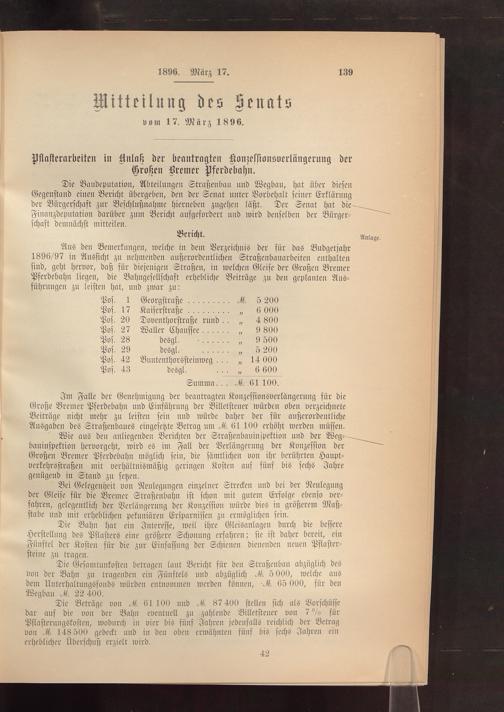 1896. März 17.
139
Mitteilung des Senats
vom 17. März 1896.
Pflasterarbeiten in Anlaß der beantragten Konzessionsverlängerung der
Großen Bremer Pferdebahn.
Die Baudeputation, Abteilungen Straßenbau und Wegbau, hat über diesen
Gegenstand einen Bericht übergeben, den der Senat unter Vorbehalt seiner Erklärung
der Bürgerschaft zur Beschlußnahme hierneben zugehen läßt. Der Senat hat die
Finanzdeputation darüber zum Bericht aufgefordert und wird denselben der Bürger-
schaft demnächst mitteilen.
Bericht.
Anlage.
Aus den Bemerkungen, welche in dem Verzeichnis der für das Budgetjahr
1896/97 in Aussicht zu nehmenden außerordentlichen Straßenbauarbeiten enthalten
sind, geht hervor, daß für diejenigen Straßen, in welchen Gleise der Großen Bremer
Pferdebahn liegen, die Bahngesellschaft erhebliche Beiträge zu den geplanten Aus-
führungen zu leisten hat, und zwar zu:
Pos. 1 Georgstraße ......... M. 5 200
Pos. 17 Kaiserstraße ........ „ 6 000
Pos. 20 Doventhorstraße rund .. „ 4 800
Pos. 27 Waller Chaussee ...... „ 9 800
Pos. 28 desgl. ...... „ 9 500
Pos. 29 desgl. ...... „ 5 200
Pos. 42 Buntenthorsteinweg ... „ 14 000
Pos. 43 desgl. ... „ 6 600
Summa... M. 61 100.
Im Falle der Genehmigung der beantragten Konzessionsverlängerung für die
Große Bremer Pferdebahn und Einführung der Billetsteuer würden oben verzeichnete
Beiträge nicht mehr zu leisten sein und würde daher der für außerordentliche
Ausgaben des Straßenbaues eingesetzte Betrag um M. 61 100 erhöht werden müssen.
Wie aus den anliegenden Berichten der Straßenbauinspektion und der Weg-
bauinspektion hervorgeht, wird es im Fall der Verlängerung der Konzession der
Großen Bremer Pferdebahn möglich sein, die sämtlichen von ihr berührten Haupt-
verkehrsstraßen mit verhältnismäßig geringen Kosten auf fünf bis sechs Jahre
genügend in Stand zu setzen.
Bei Gelegenheit von Neulegungen einzelner Strecken und bei der Neulegung
der Gleise für die Bremer Straßenbahn ist schon mit gutem Erfolge ebenso ver-
fahren, gelegentlich der Verlängerung der Konzession würde dies in größerem Maß-
stabe und mit erheblichen pekuniären Ersparnissen zu ermöglichen sein.
Die Bahn hat ein Interesse, weil ihre Gleisanlagen durch die bessere
Herstellung des Pflasters eine größere Schonung erfahren; sie ist daher bereit, ein
Fünftel der Kosten für die zur Einfassung der Schienen dienenden neuen Pflaster-
steine zu tragen.
Die Gesamtunkosten betragen laut Bericht für den Straßenbau abzüglich des
von der Bahn zu tragenden ein Fünftels und abzüglich M. 5 000, welche aus
dem Unterhaltungsfonds würden entnommen werden können, M. 65 000, für den
Wegbau M. 22 400.
Die Beträge von M. 61 100 und M. 87 400 stellen sich als Vorschüsse
dar auf die von der Bahn eventuell zu zahlende Billetsteuer von 7 % für
Pflasterungskosten, wodurch in vier bis fünf Jahren jedenfalls reichlich der Betrag
von M. 148 500 gedeckt und in den oben erwähnten fünf bis sechs Jahren ein
erheblicher Überschuß erzielt wird.
42